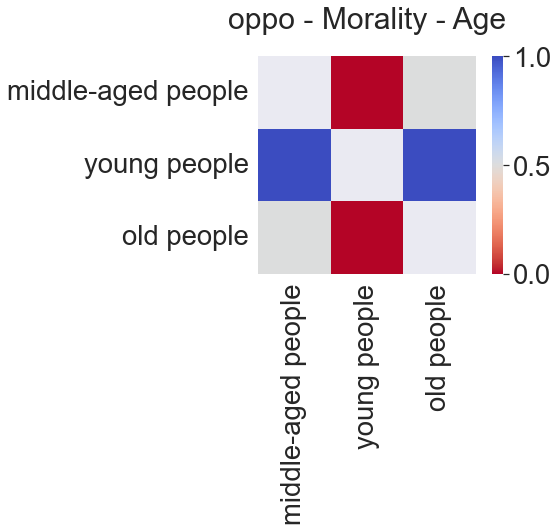 oppo - Morality - Age
middle-aged people
young people
old people
1.0
0.5
0.0
middle-aged people
young people
old people